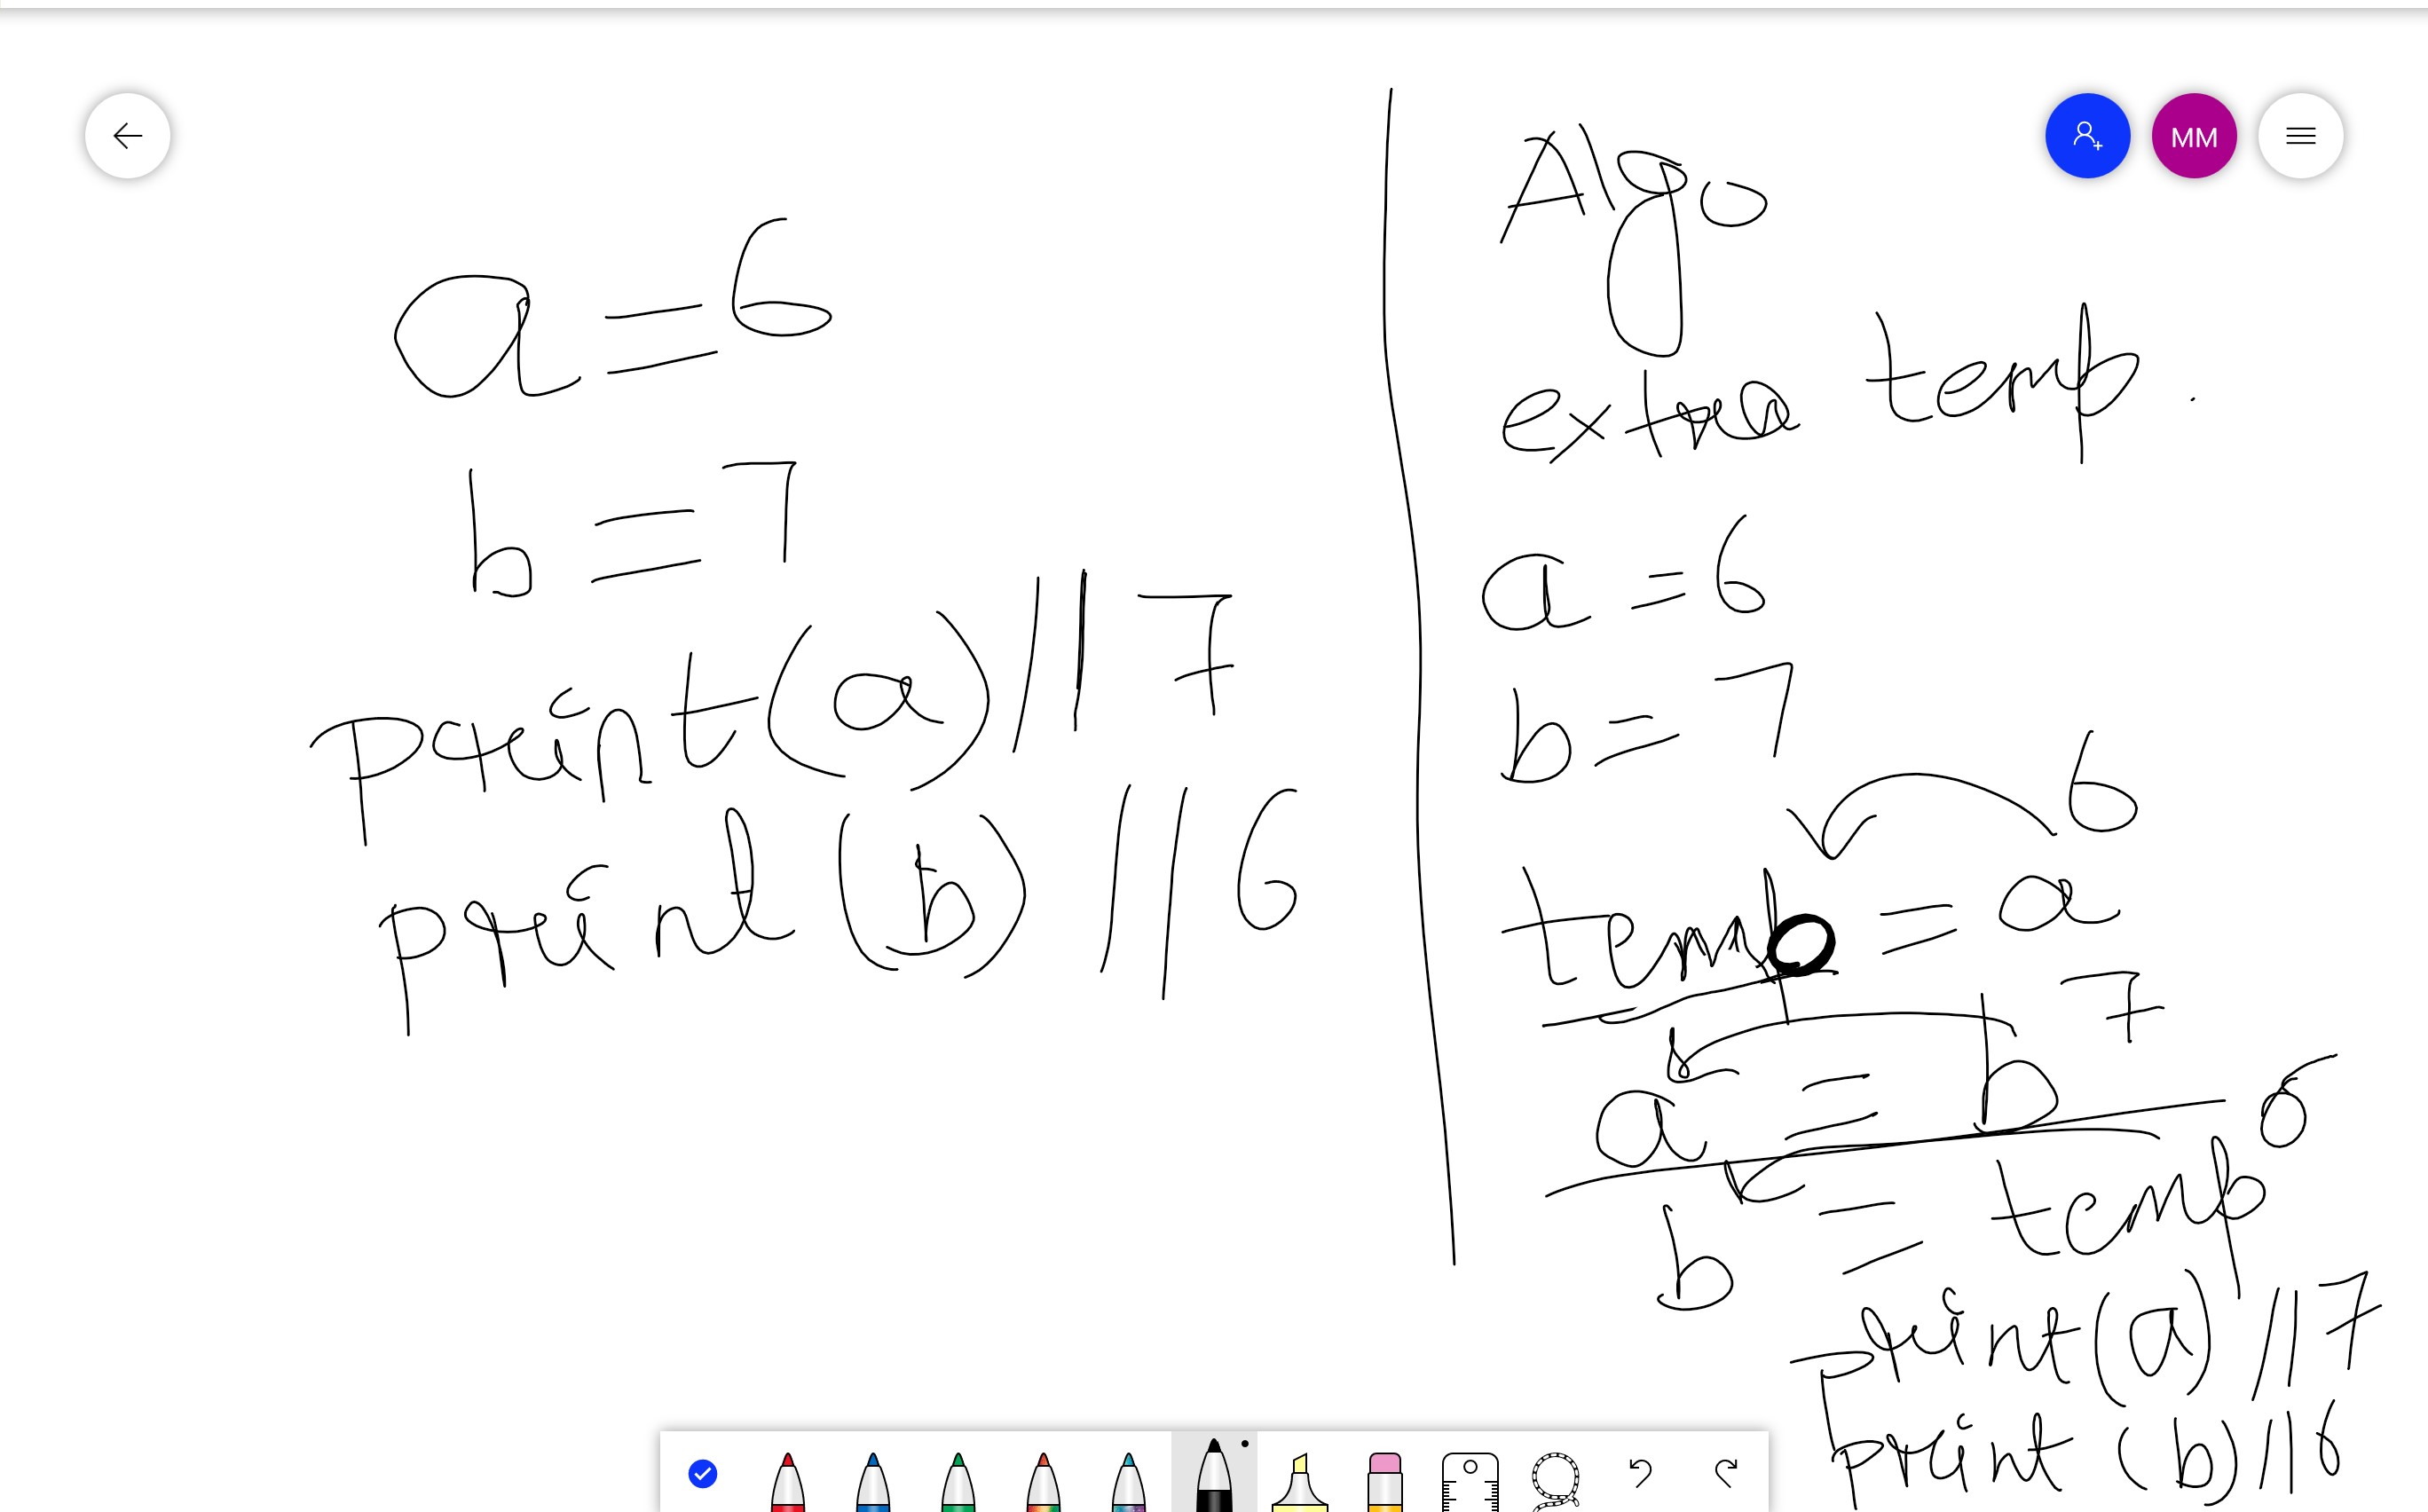 MM
a = 6
b = 7
print(a) // 7
print (b) // 6
Algo
extra temp.
a = 6
b = 7
6
temp = a
7
a = b
6
b = temp
print(a) // 7
print (b) // 6